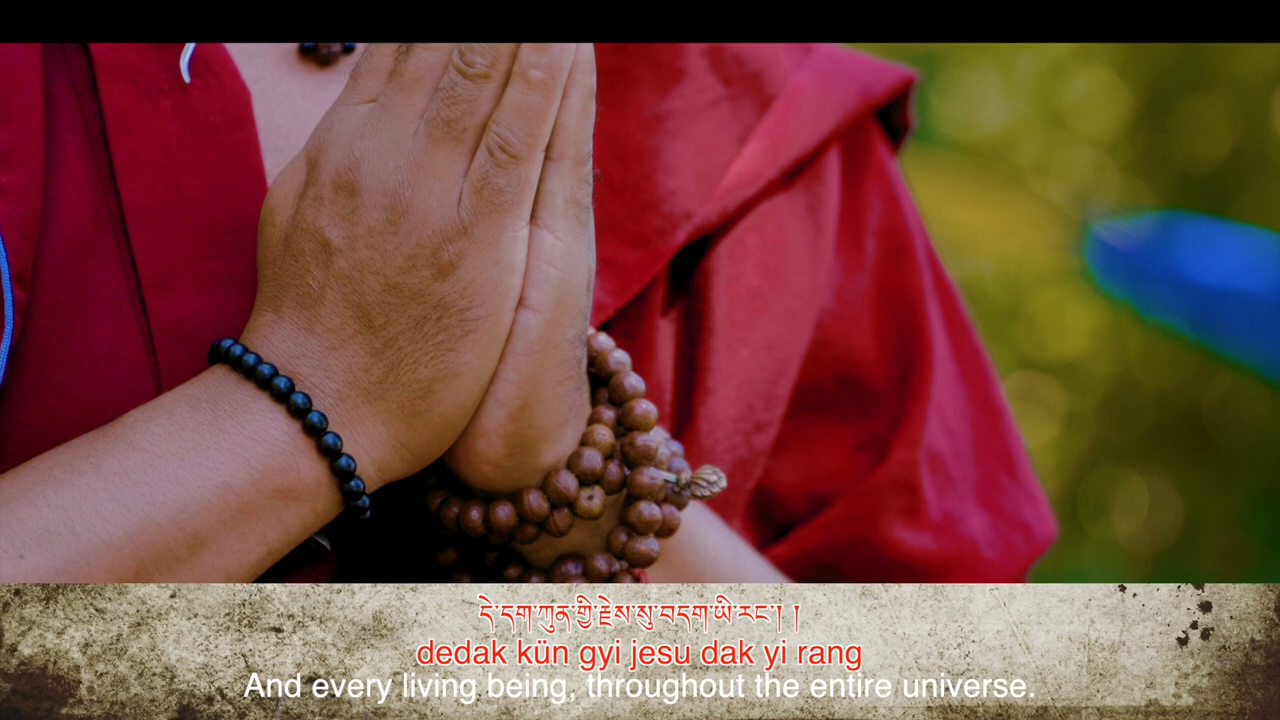 དེ་དག་ཀུན་གྱི་རྗེས་སུ་བདག་ཡི་རང་། །
dedak kün gyi jesu dak yi rang
And every living being, throughout the entire universe.